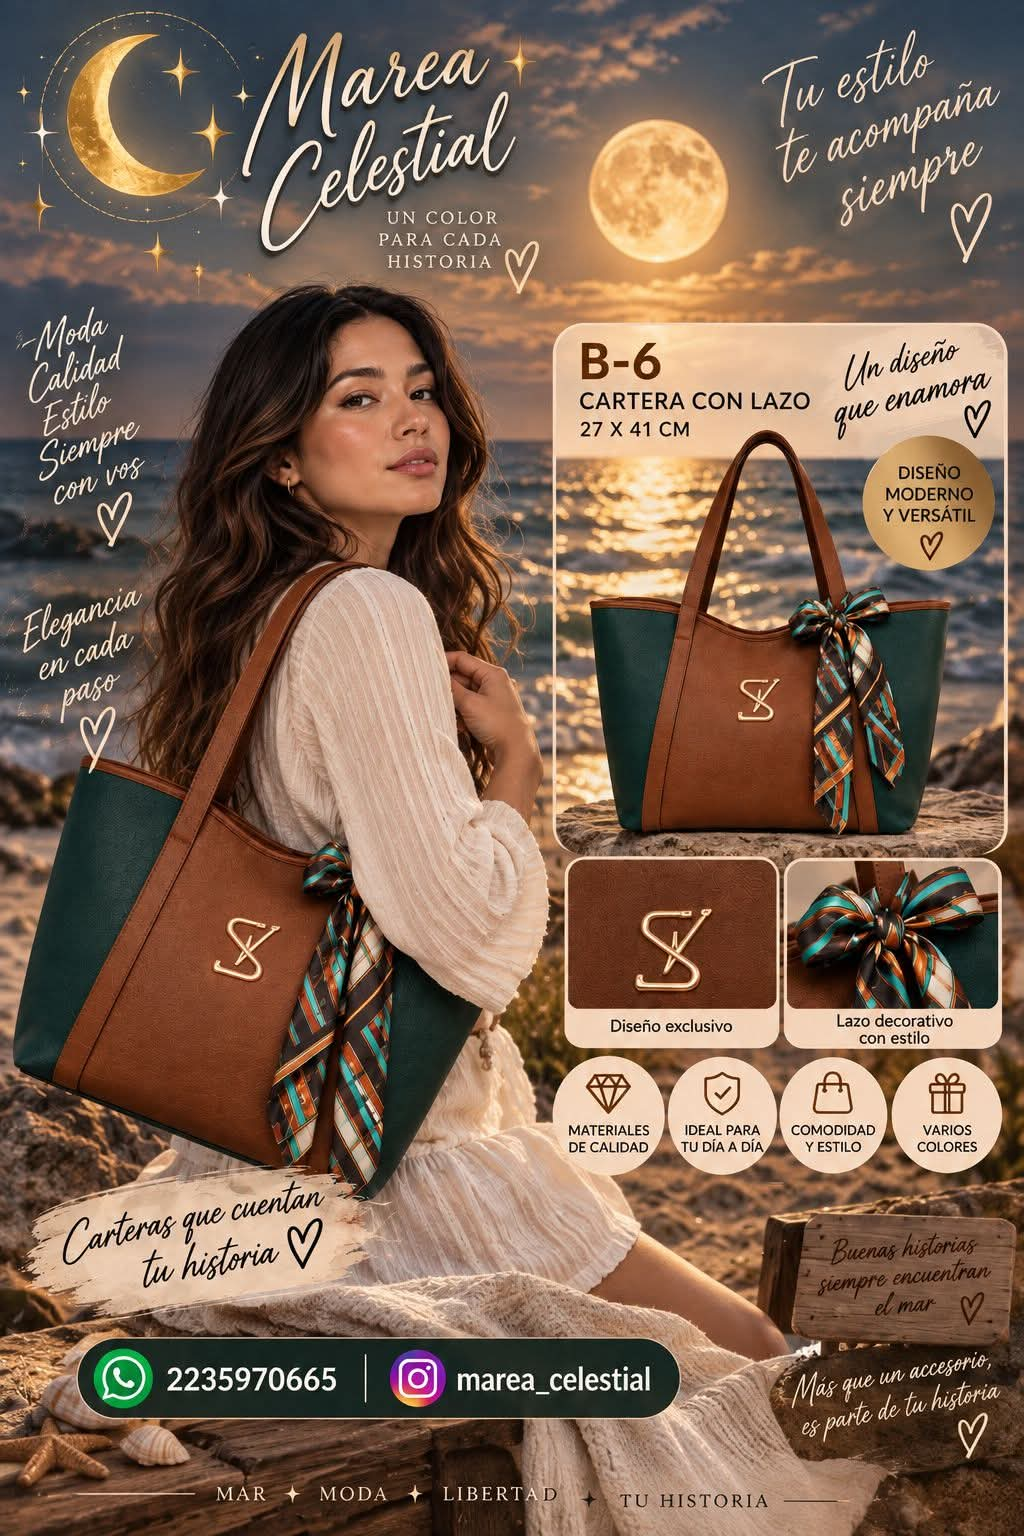 Marea
Celestial
UN COLOR
PARA CADA
HISTORIA
Tu estilo
te acompaña
siempre
-Moda
Calidad
Estilo
Siempre
con vos
Elegancia
en cada
paso
B-6
CARTERA CON LAZO
27 X 41 CM
Un diseño
que enamora
DISEÑO
MODERNO
Y VERSÁTIL
Diseño exclusivo
Lazo decorativo
con estilo
MATERIALES
DE CALIDAD
IDEAL PARA
TU DÍA A DÍA
COMODIDAD
Y ESTILO
VARIOS
COLORES
Carteras que cuentan
tu historia
Buenas historias
siempre encuentran
el mar
2235970665
marea_celestial
Más que un accesorio,
es parte de tu historia
MAR ✦ MODA ✦ LIBERTAD ✦ TU HISTORIA